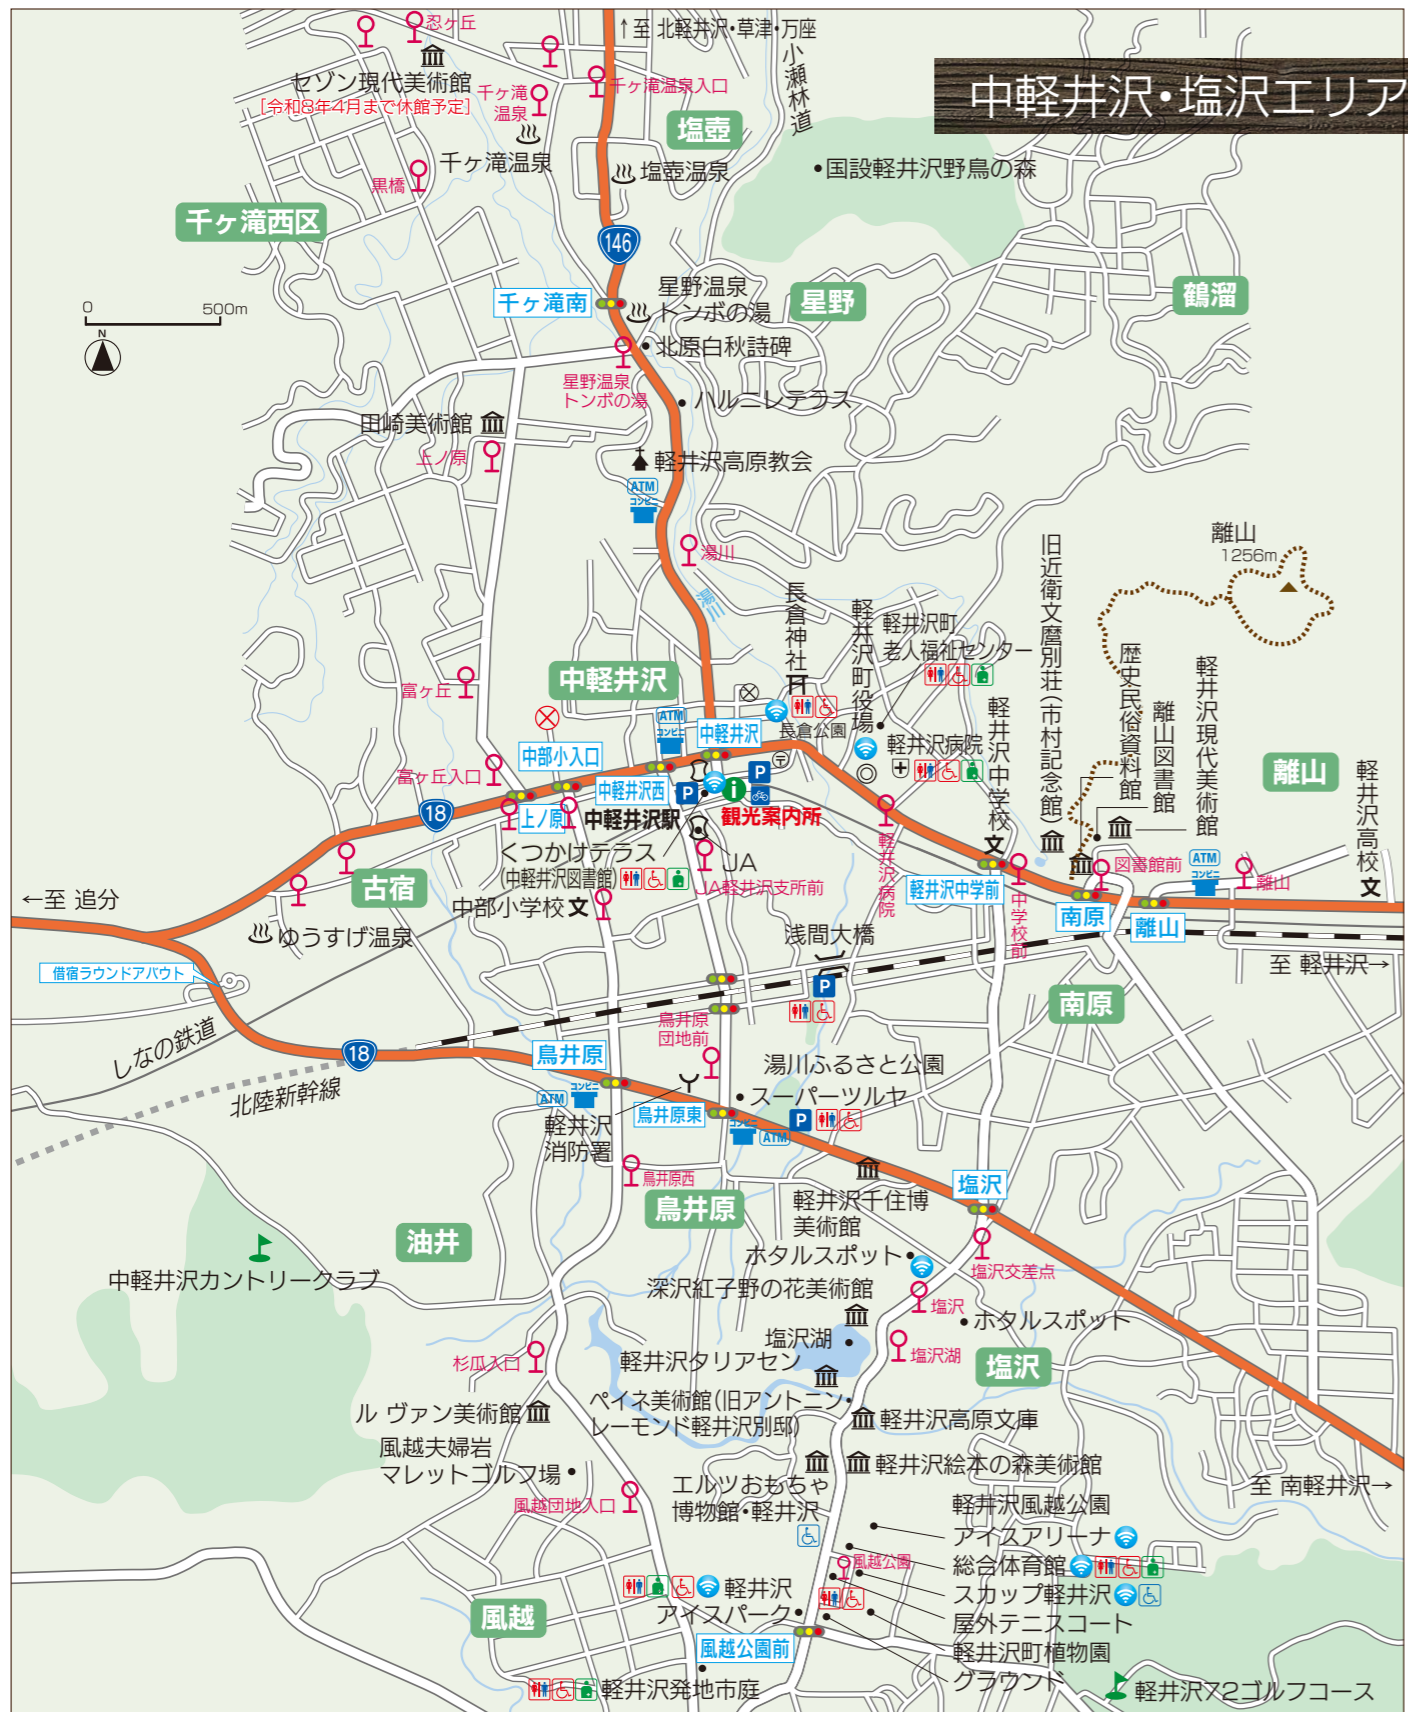 中軽井沢・塩沢エリア
↑至 北軽井沢・草津・万座
小瀬林道
忍ヶ丘
セゾン現代美術館
[令和8年4月まで休館予定]
千ヶ滝
温泉
千ヶ滝温泉入口
塩壺
千ヶ滝温泉
塩壺温泉
国設軽井沢野鳥の森
黒橋
千ヶ滝西区
146
0 500m
N
千ヶ滝南
星野温泉
トンボの湯
星野
鶴溜
北原白秋詩碑
星野温泉
トンボの湯
ハルニレテラス
田崎美術館
上ノ原
軽井沢高原教会
ATM
コンビニ
湯川
湯川
離山
1256m
長倉神社
軽井沢町役場
軽井沢町
老人福祉センター
旧近衛文麿別荘(市村記念館)
歴史民俗資料館
離山図書館
軽井沢現代美術館
中軽井沢
富ヶ丘
ATM
コンビニ
中軽井沢
長倉公園
軽井沢病院
軽井沢中学校
文
離山
軽井沢高校
文
中部小入口
富ヶ丘入口
中軽井沢西
P
P
18
上ノ原
中軽井沢駅
観光案内所
くつかけテラス
(中軽井沢図書館)
JA
JA軽井沢支所前
軽井沢病院
軽井沢中学前
中学校前
図書館前
ATM
コンビニ
離山
南原
離山
←至 追分
古宿
中部小学校 文
ゆうすげ温泉
浅間大橋
P
至 軽井沢→
借宿ラウンドアバウト
南原
しなの鉄道
北陸新幹線
18
鳥井原
団地前
鳥井原
湯川ふるさと公園
スーパーツルヤ
ATM
コンビニ
軽井沢
消防署
鳥井原東
コンビニ
ATM
P
鳥井原西
鳥井原
軽井沢千住博
美術館
塩沢
油井
中軽井沢カントリークラブ
ホタルスポット
塩沢交差点
深沢紅子野の花美術館
塩沢
ホタルスポット
塩沢湖
塩沢湖
軽井沢タリアセン
塩沢
杉瓜入口
ペイネ美術館(旧アントニン・
レーモンド軽井沢別邸)
ル ヴァン美術館
軽井沢高原文庫
風越夫婦岩
マレットゴルフ場
軽井沢絵本の森美術館
エルツおもちゃ
博物館・軽井沢
風越団地入口
至 南軽井沢→
軽井沢風越公園
アイスアリーナ
総合体育館
スカップ軽井沢
屋外テニスコート
軽井沢町植物園
グラウンド
風越公園
軽井沢
アイスパーク
風越
風越公園前
軽井沢発地市庭
軽井沢72ゴルフコース